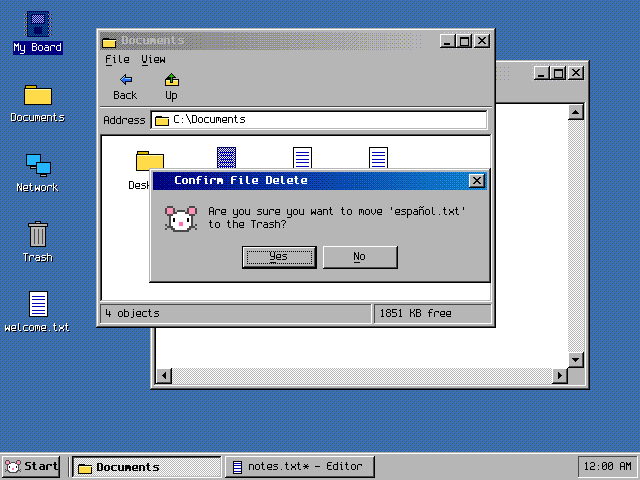 My Board
Documents
Network
Trash
welcome.txt
Documents
File View
Back Up
Address C:\Documents
Confirm File Delete
Are you sure you want to move 'español.txt'
to the Trash?
Yes No
4 objects 1851 KB free
Start Documents notes.txt* - Editor 12:00 AM